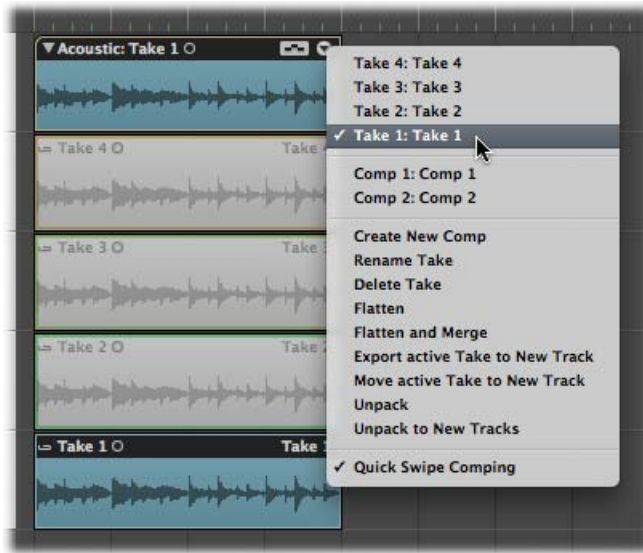 Acoustic: Take 1
Take 4: Take 4
Take 3: Take 3
Take 2: Take 2
✓ Take 1: Take 1
Comp 1: Comp 1
Comp 2: Comp 2
Create New Comp
Rename Take
Delete Take
Flatten
Flatten and Merge
Export active Take to New Track
Move active Take to New Track
Unpack
Unpack to New Tracks
✓ Quick Swipe Comping
Take 4 Take
Take 3 Take
Take 2 Take
Take 1 Take